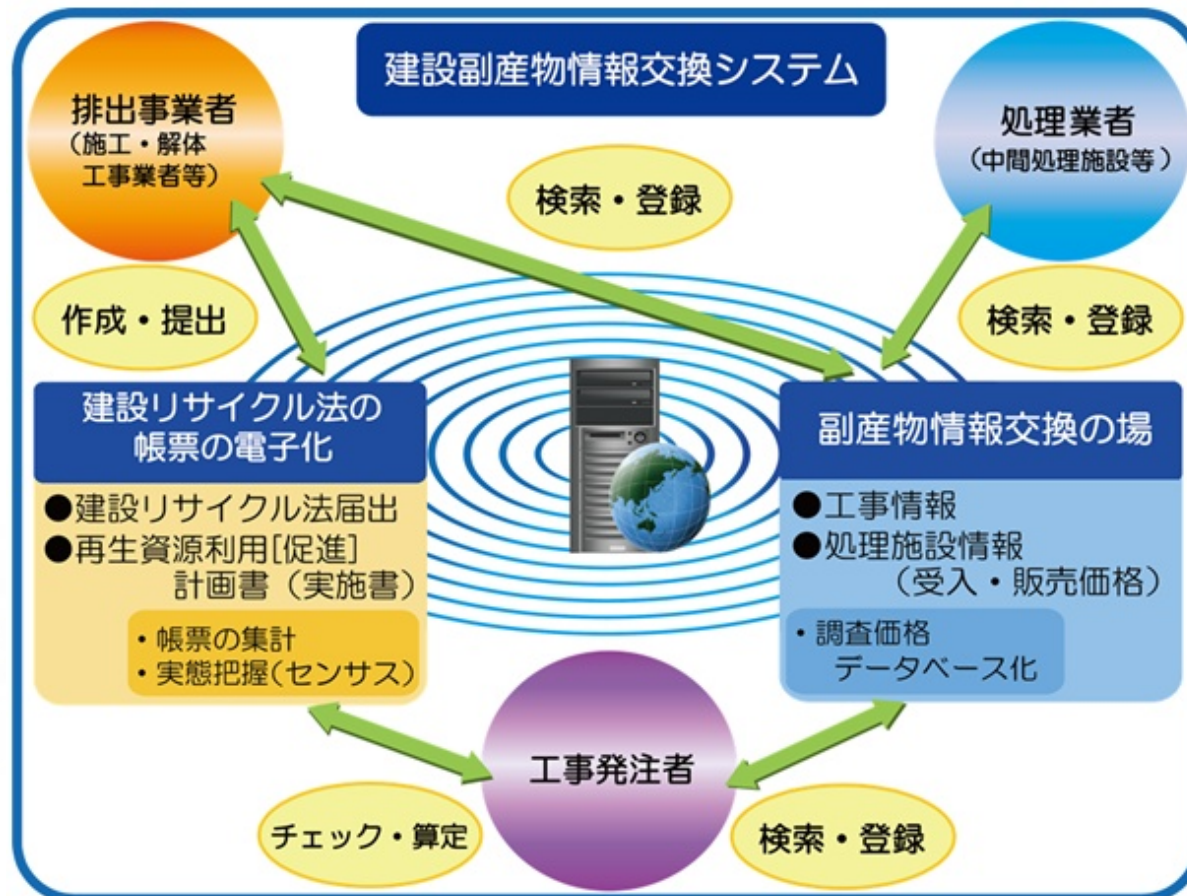 建設副産物情報交換システム
排出事業者
（施工・解体
工事業者等）
処理業者
（中間処理施設等）
検索・登録
作成・提出
検索・登録
建設リサイクル法の
帳票の電子化
●建設リサイクル法届出
●再生資源利用[促進]
計画書（実施書）
・帳票の集計
・実態把握(センサス)
副産物情報交換の場
●工事情報
●処理施設情報
（受入・販売価格）
・調査価格
データベース化
工事発注者
チェック・算定
検索・登録